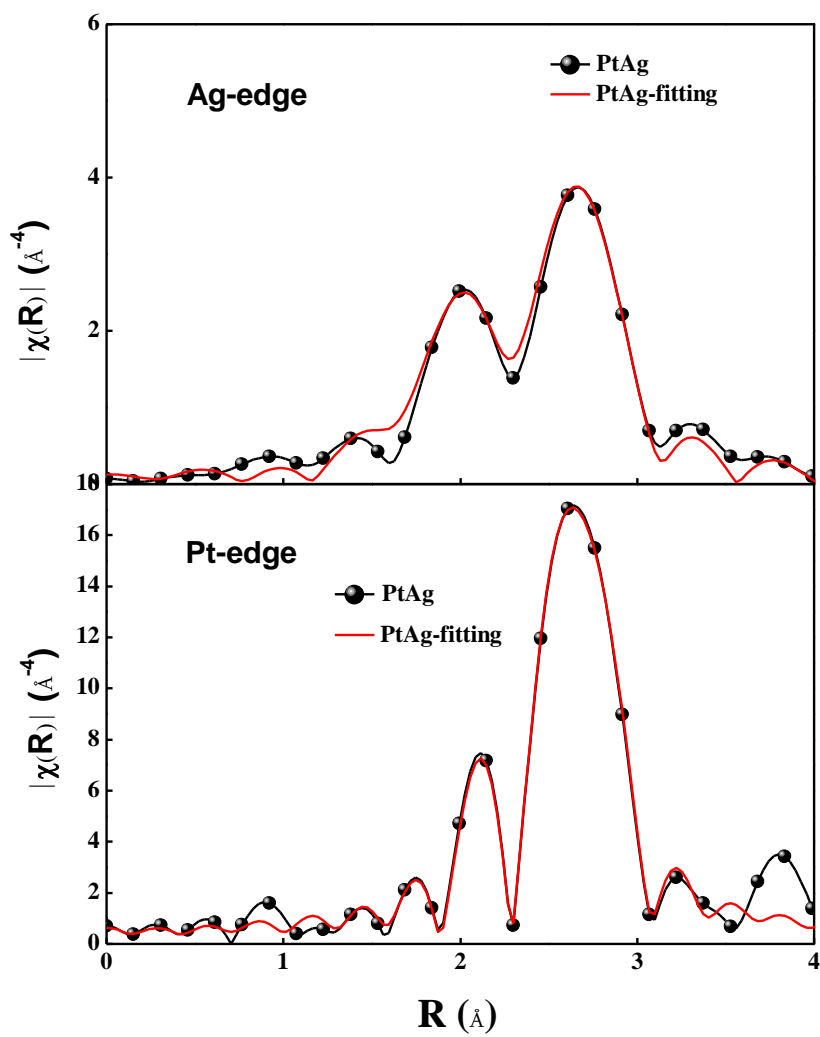 6
PtAg
Ag-edge
PtAg-fitting
4
|χ(R)| (Å⁻⁴)
2
0
18
16
Pt-edge
PtAg
14
PtAg-fitting
12
10
|χ(R)| (Å⁻⁴)
8
6
4
2
0
0 1 2 3 4
R (Å)